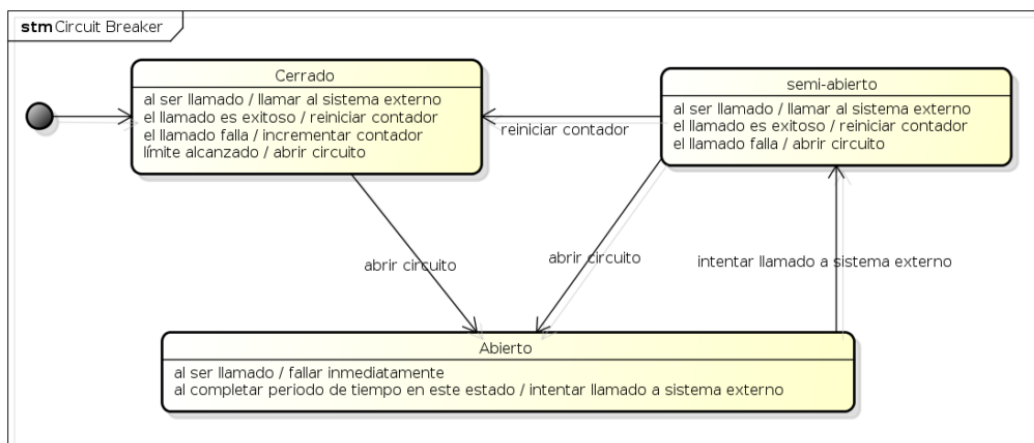 stm Circuit Breaker
Cerrado
al ser llamado / llamar al sistema externo
el llamado es exitoso / reiniciar contador
el llamado falla / incrementar contador
límite alcanzado / abrir circuito
semi-abierto
al ser llamado / llamar al sistema externo
el llamado es exitoso / reiniciar contador
el llamado falla / abrir circuito
reiniciar contador
abrir circuito
abrir circuito
intentar llamado a sistema externo
Abierto
al ser llamado / fallar inmediatamente
al completar periodo de tiempo en este estado / intentar llamado a sistema externo